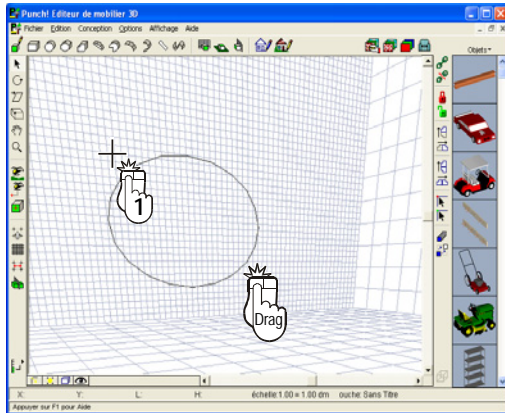 Punch! Editeur de mobilier 3D
Fichier Edition Conception Options Affichage Aide
Objets
1
Drag
X: Y: L: H: échelle:1.00 = 1.00 dm ouche: Sans Titre
Appuyer sur F1 pour Aide